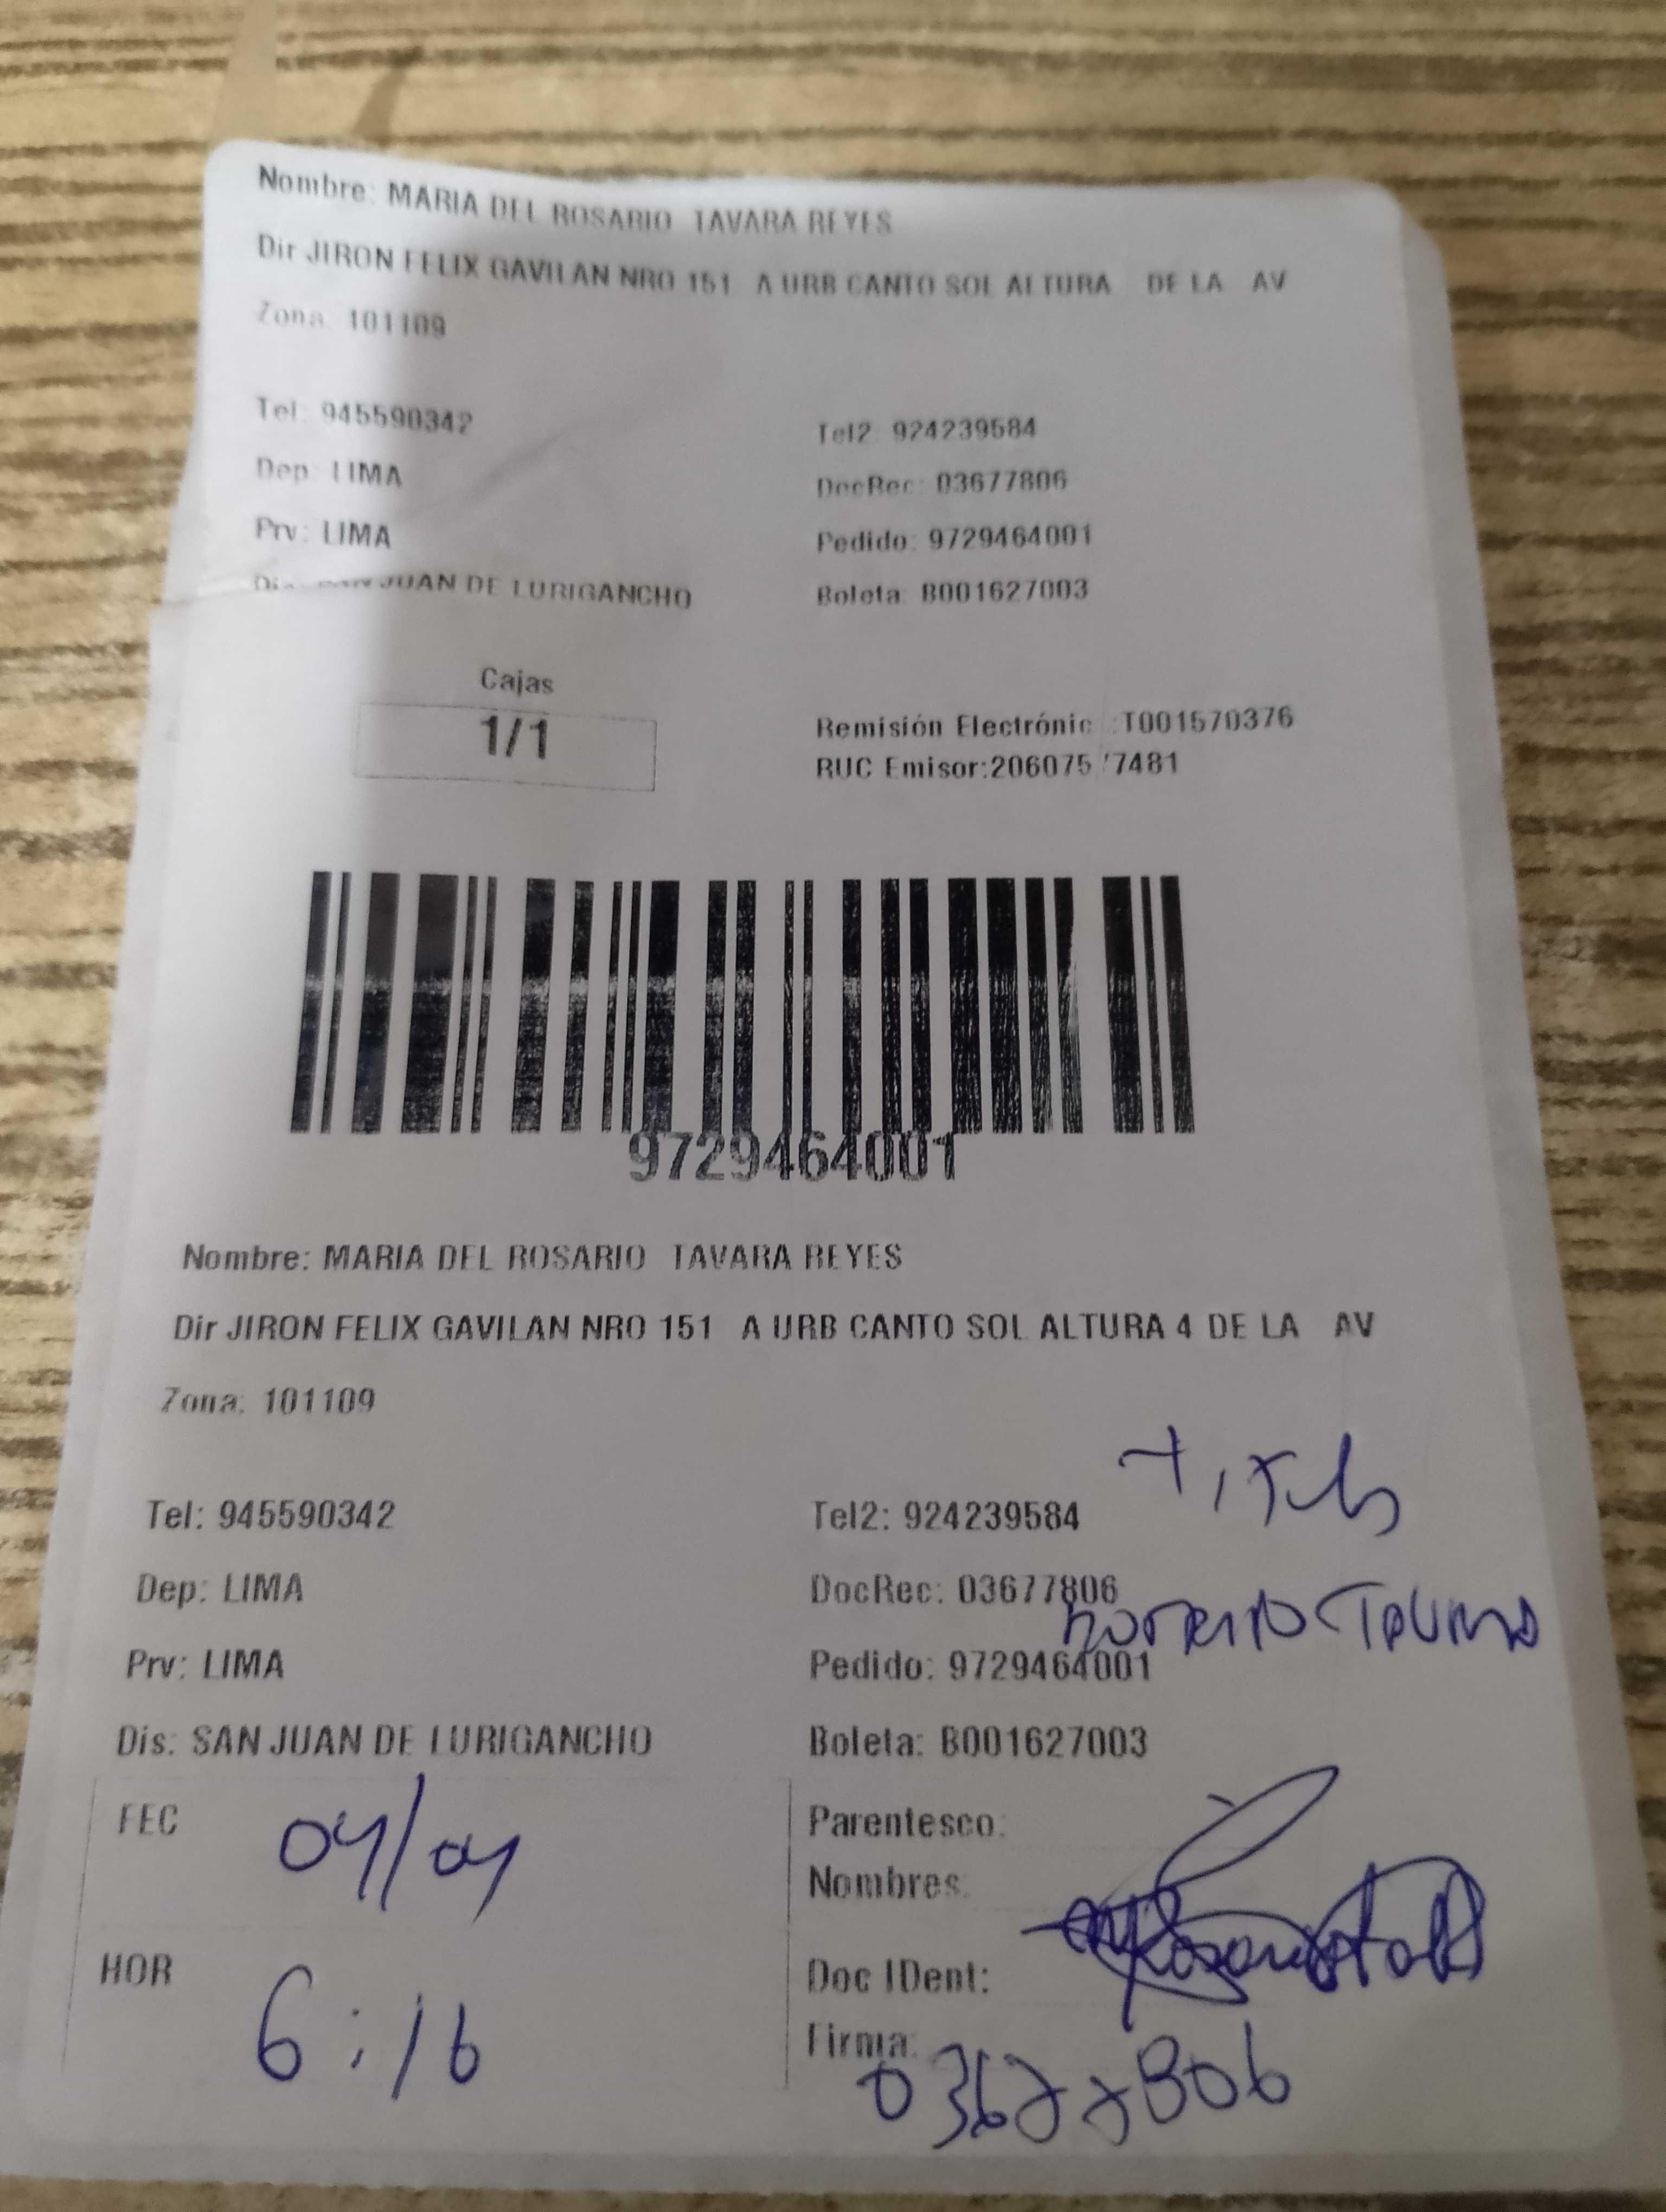 Nombre: MARIA DEL ROSARIO TAVARA REYES
Dir JIRON FELIX GAVILAN NRO 151 A URB CANTO SOL ALTURA DE LA AV
Zona: 101109
Tel: 945590342 Tel2: 924239584
Dep: LIMA DocRec: 03677806
Prv: LIMA Pedido: 9729464001
JUAN DE LURIGANCHO Boleta: B001627003
Cajas
1/1
Remisión Electrónic :T001570376
RUC Emisor:206075 7481
9729464001
Nombre: MARIA DEL ROSARIO TAVARA REYES
Dir JIRON FELIX GAVILAN NRO 151 A URB CANTO SOL ALTURA 4 DE LA AV
Zona: 101109
Tel: 945590342 Tel2: 924239584
Dep: LIMA DocRec: 03677806
Prv: LIMA Pedido: 9729464001
Dis: SAN JUAN DE LURIGANCHO Boleta: B001627003
FEC 04/04 Parentesco:
Nombres:
HOR 6:16 Doc IDent:
Firma:
03677806